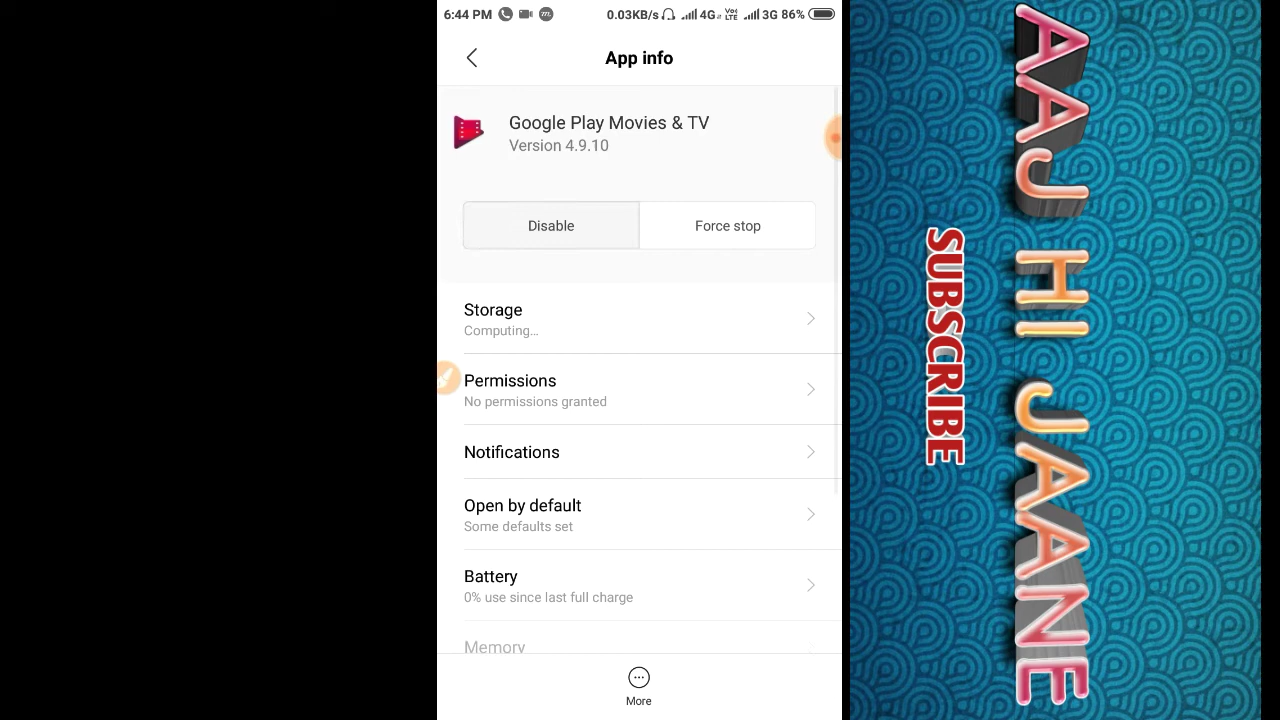 6:44 PM 0.03KB/s 4G VoLTE 3G 86%
App info
Google Play Movies & TV
Version 4.9.10
Disable
Force stop
Storage
Computing...
Permissions
No permissions granted
Notifications
Open by default
Some defaults set
Battery
0% use since last full charge
Memory
More
SUBSCRIBE
AAJ HI JAANE